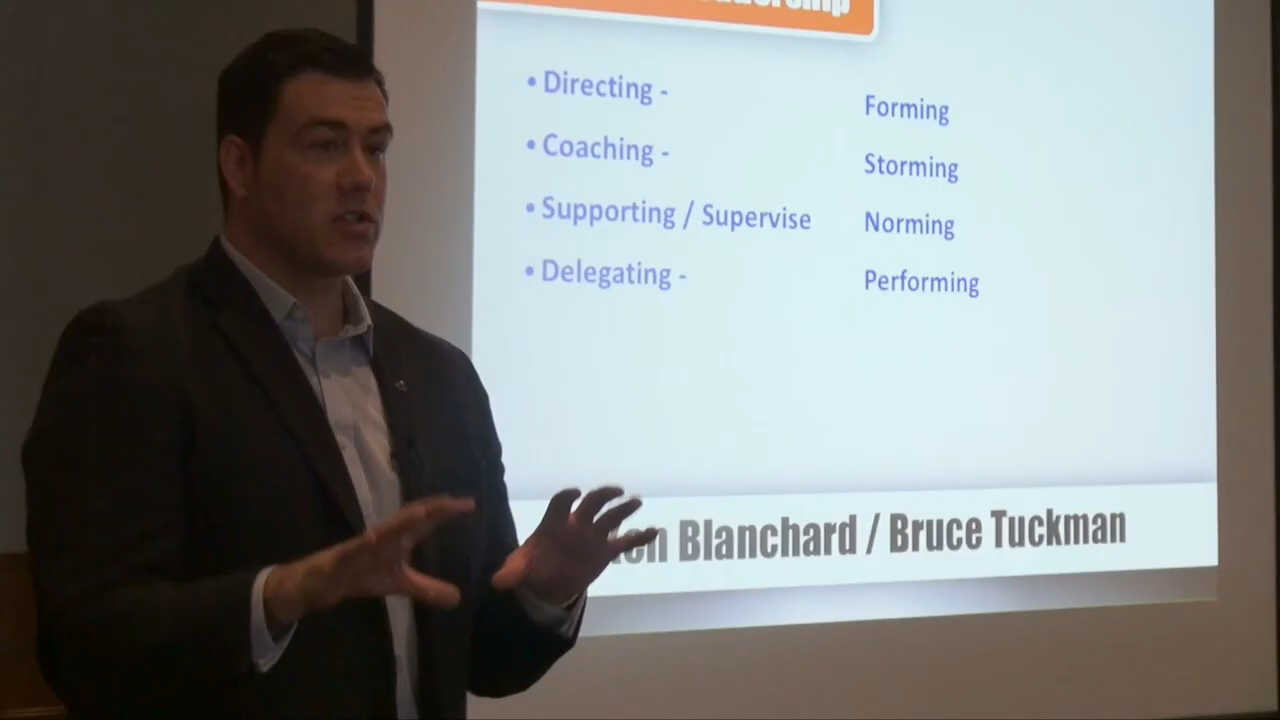 • Directing -
• Coaching -
• Supporting / Supervise
• Delegating -
Forming
Storming
Norming
Performing
Blanchard / Bruce Tuckman